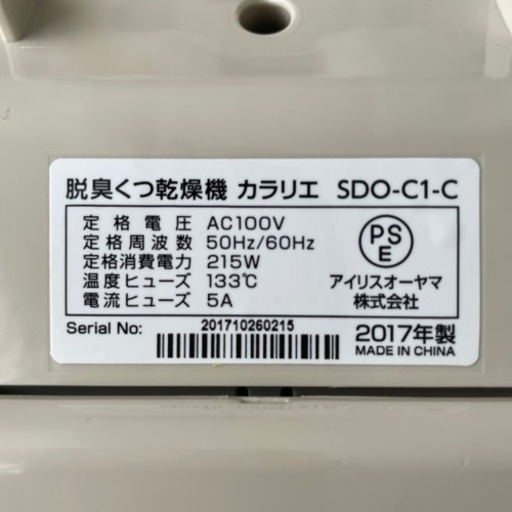 脱臭くつ乾燥機 カラリエ SDO-C1-C
定格電圧 AC100V
定格周波数 50Hz/60Hz
定格消費電力 215W
温度ヒューズ 133℃
電流ヒューズ 5A
PS
E
アイリスオーヤマ
株式会社
Serial No: 201710260215
2017年製
MADE IN CHINA